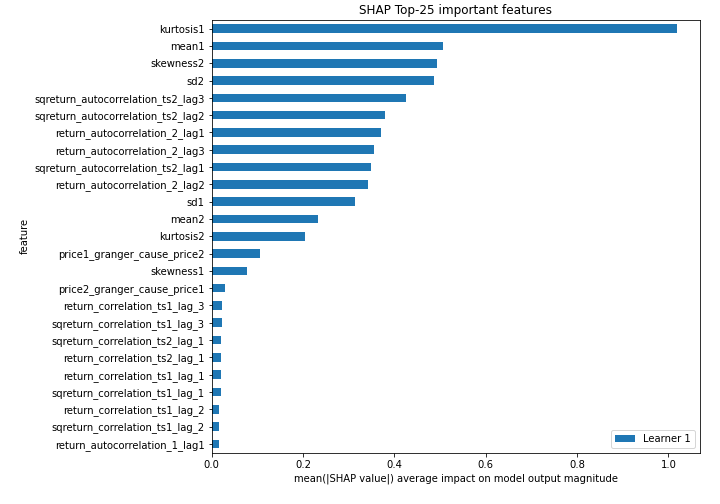 SHAP Top-25 important features
kurtosis1
mean1
skewness2
sd2
sqreturn_autocorrelation_ts2_lag3
sqreturn_autocorrelation_ts2_lag2
return_autocorrelation_2_lag1
return_autocorrelation_2_lag3
sqreturn_autocorrelation_ts2_lag1
return_autocorrelation_2_lag2
sd1
mean2
kurtosis2
price1_granger_cause_price2
skewness1
price2_granger_cause_price1
return_correlation_ts1_lag_3
sqreturn_correlation_ts1_lag_3
sqreturn_correlation_ts2_lag_1
return_correlation_ts2_lag_1
return_correlation_ts1_lag_1
sqreturn_correlation_ts1_lag_1
return_correlation_ts1_lag_2
sqreturn_correlation_ts1_lag_2
return_autocorrelation_1_lag1
feature
Learner 1
0.0 0.2 0.4 0.6 0.8 1.0
mean(|SHAP value|) average impact on model output magnitude